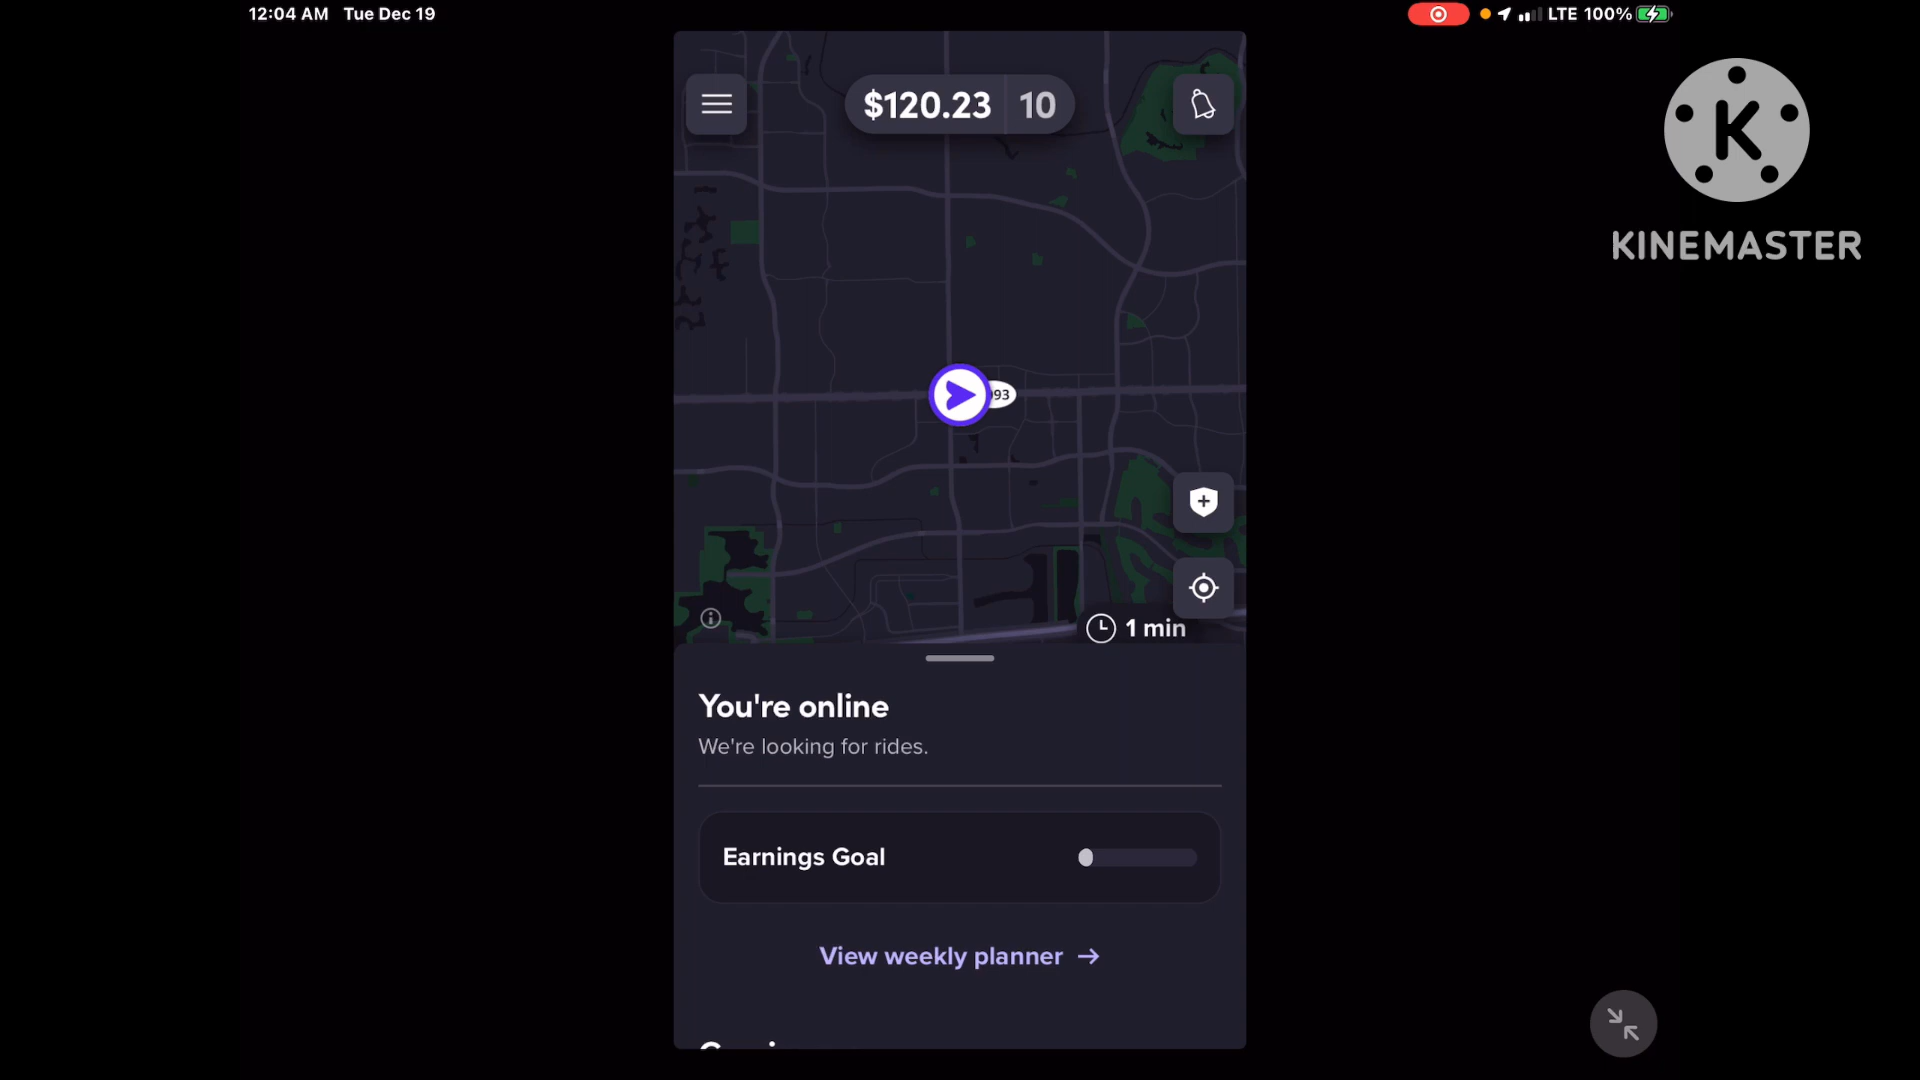 12:04 AM Tue Dec 19
LTE 100%
K
KINEMASTER
$120.23 10
93
1 min
You're online
We're looking for rides.
Earnings Goal
View weekly planner →